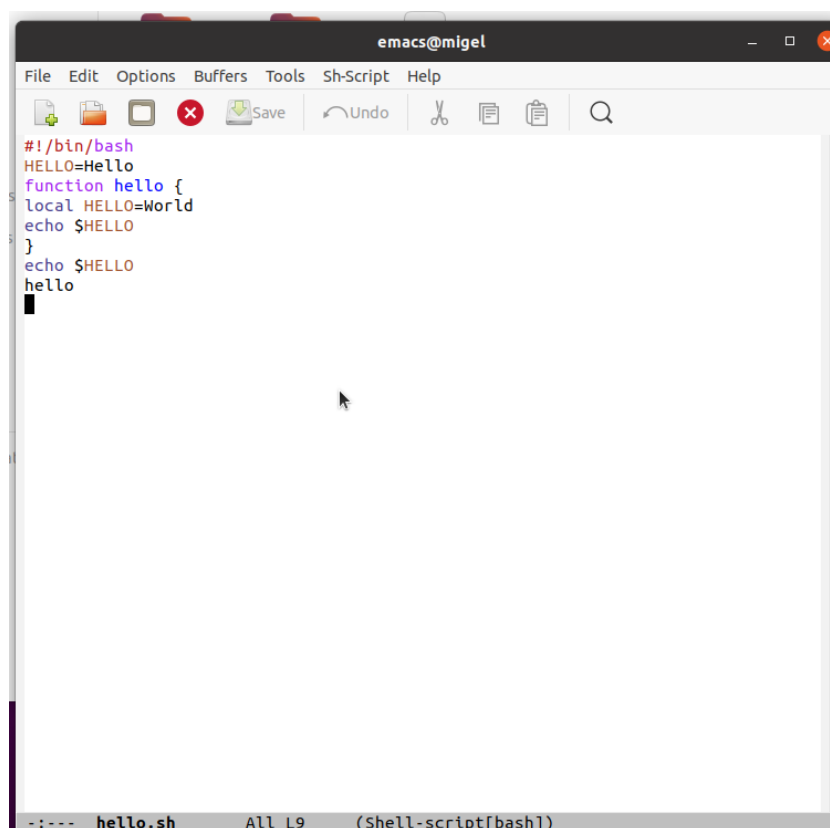 emacs@migel
File Edit Options Buffers Tools Sh-Script Help
Save Undo
#!/bin/bash
HELLO=Hello
function hello {
local HELLO=World
echo $HELLO
}
echo $HELLO
hello
-:--- hello.sh All L9 (Shell-script[bash])